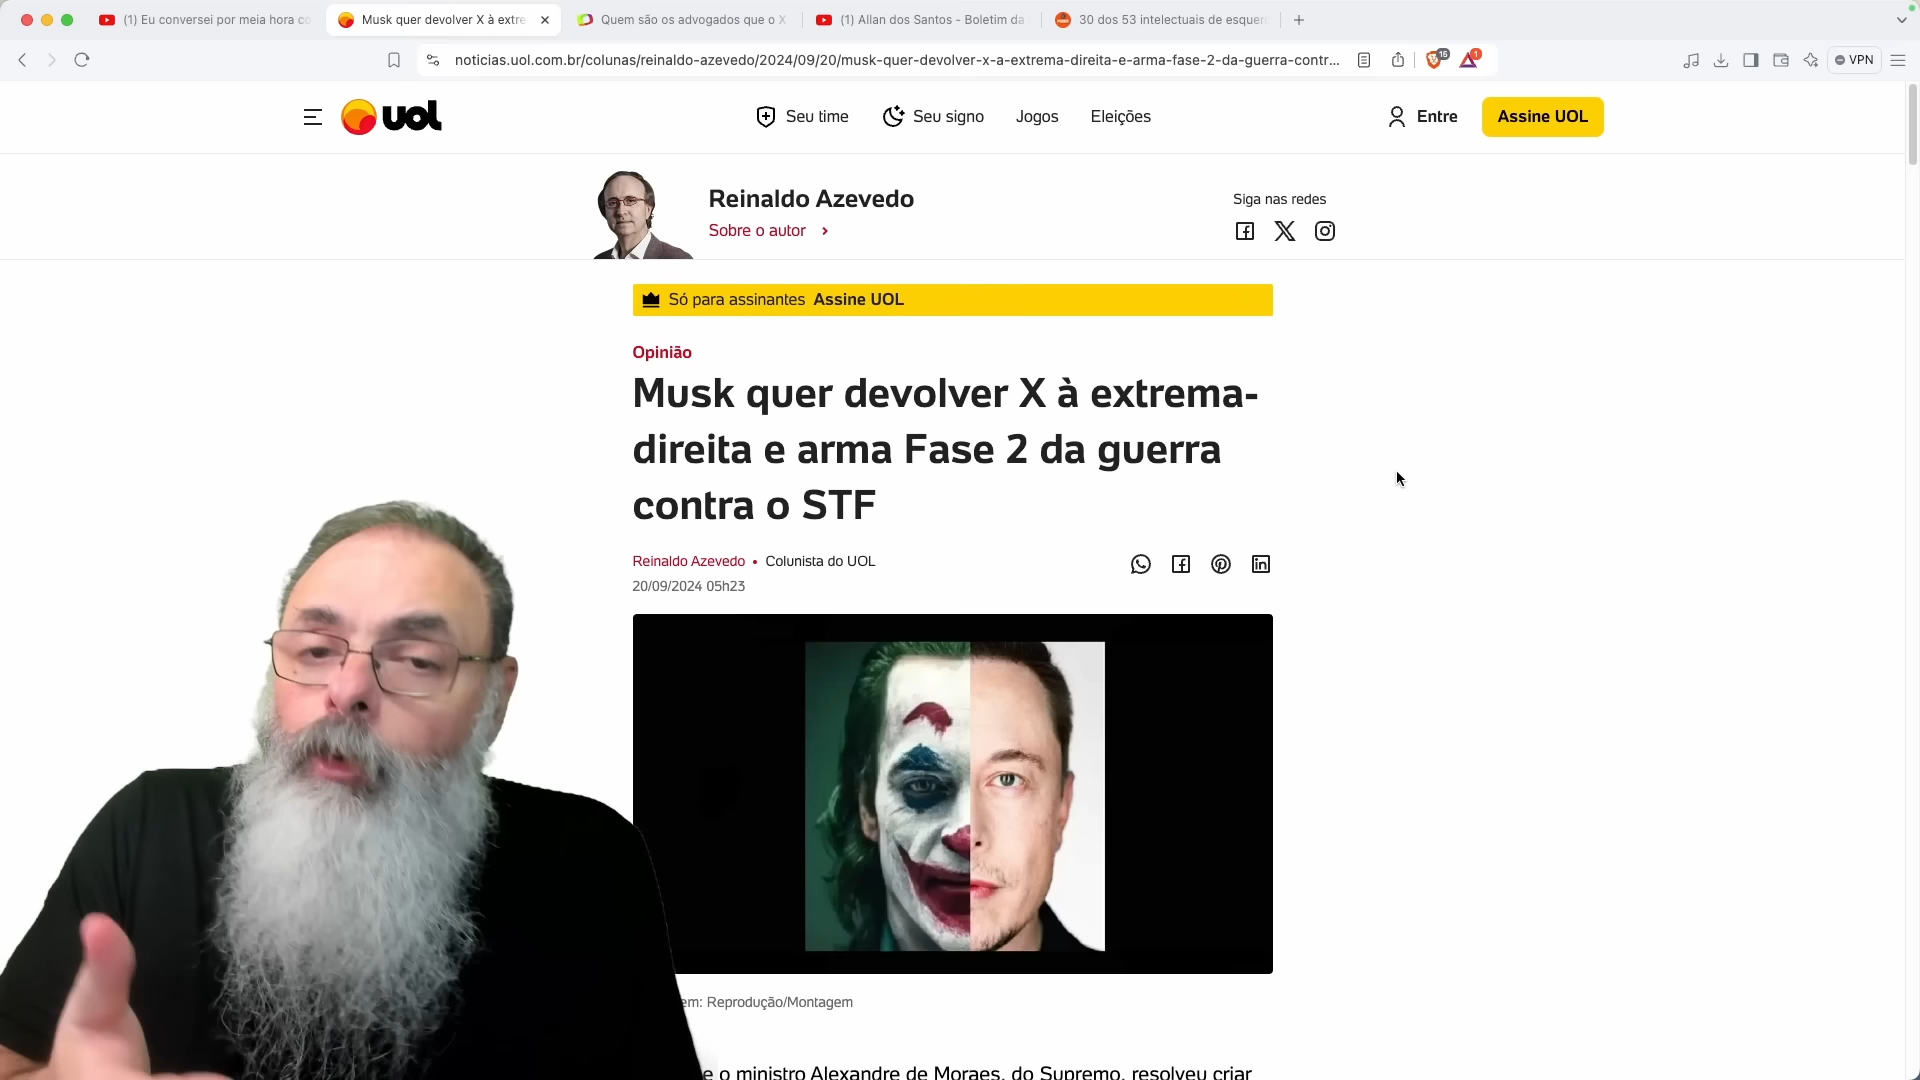 (1) Eu conversei por meia hora co
Musk quer devolver X à extre
Quem são os advogados que o X
(1) Allan dos Santos - Boletim da
30 dos 53 intelectuais de esquer
noticias.uol.com.br/colunas/reinaldo-azevedo/2024/09/20/musk-quer-devolver-x-a-extrema-direita-e-arma-fase-2-da-guerra-contr...
15
1
VPN
uol
Seu time
Seu signo
Jogos
Eleições
Entre
Assine UOL
Reinaldo Azevedo
Sobre o autor
Siga nas redes
Só para assinantes Assine UOL
Opinião
Musk quer devolver X à extrema-
direita e arma Fase 2 da guerra
contra o STF
Reinaldo Azevedo • Colunista do UOL
20/09/2024 05h23
em: Reprodução/Montagem
e o ministro Alexandre de Moraes, do Supremo, resolveu criar